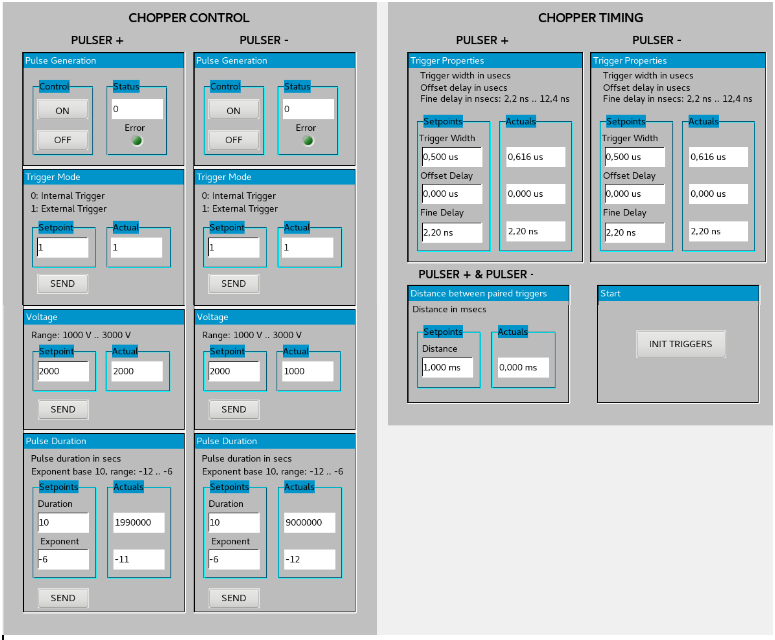 CHOPPER CONTROL
PULSER +
PULSER -
Pulse Generation
Control
Status
ON
0
Error
OFF
Pulse Generation
Control
Status
ON
0
Error
OFF
Trigger Mode
0: Internal Trigger
1: External Trigger
Setpoint
Actual
1
1
SEND
Trigger Mode
0: Internal Trigger
1: External Trigger
Setpoint
Actual
1
1
SEND
Voltage
Range: 1000 V .. 3000 V
Setpoint
Actual
2000
2000
SEND
Voltage
Range: 1000 V .. 3000 V
Setpoint
Actual
2000
1000
SEND
Pulse Duration
Pulse duration in secs
Exponent base 10, range: -12 .. -6
Setpoints
Actuals
Duration
10
1990000
Exponent
-6
-11
SEND
Pulse Duration
Pulse duration in secs
Exponent base 10, range: -12 .. -6
Setpoints
Actuals
Duration
10
9000000
Exponent
-6
-12
SEND
CHOPPER TIMING
PULSER +
PULSER -
Trigger Properties
Trigger width in usecs
Offset delay in usecs
Fine delay in nsecs: 2,2 ns .. 12,4 ns
Setpoints
Actuals
Trigger Width
0,500 us
0,616 us
Offset Delay
0,000 us
0,000 us
Fine Delay
2,20 ns
2,20 ns
Trigger Properties
Trigger width in usecs
Offset delay in usecs
Fine delay in nsecs: 2,2 ns .. 12,4 ns
Setpoints
Actuals
Trigger Width
0,500 us
0,616 us
Offset Delay
0,000 us
0,000 us
Fine Delay
2,20 ns
2,20 ns
PULSER + & PULSER -
Distance between paired triggers
Distance in msecs
Setpoints
Actuals
Distance
1,000 ms
0,000 ms
Start
INIT TRIGGERS